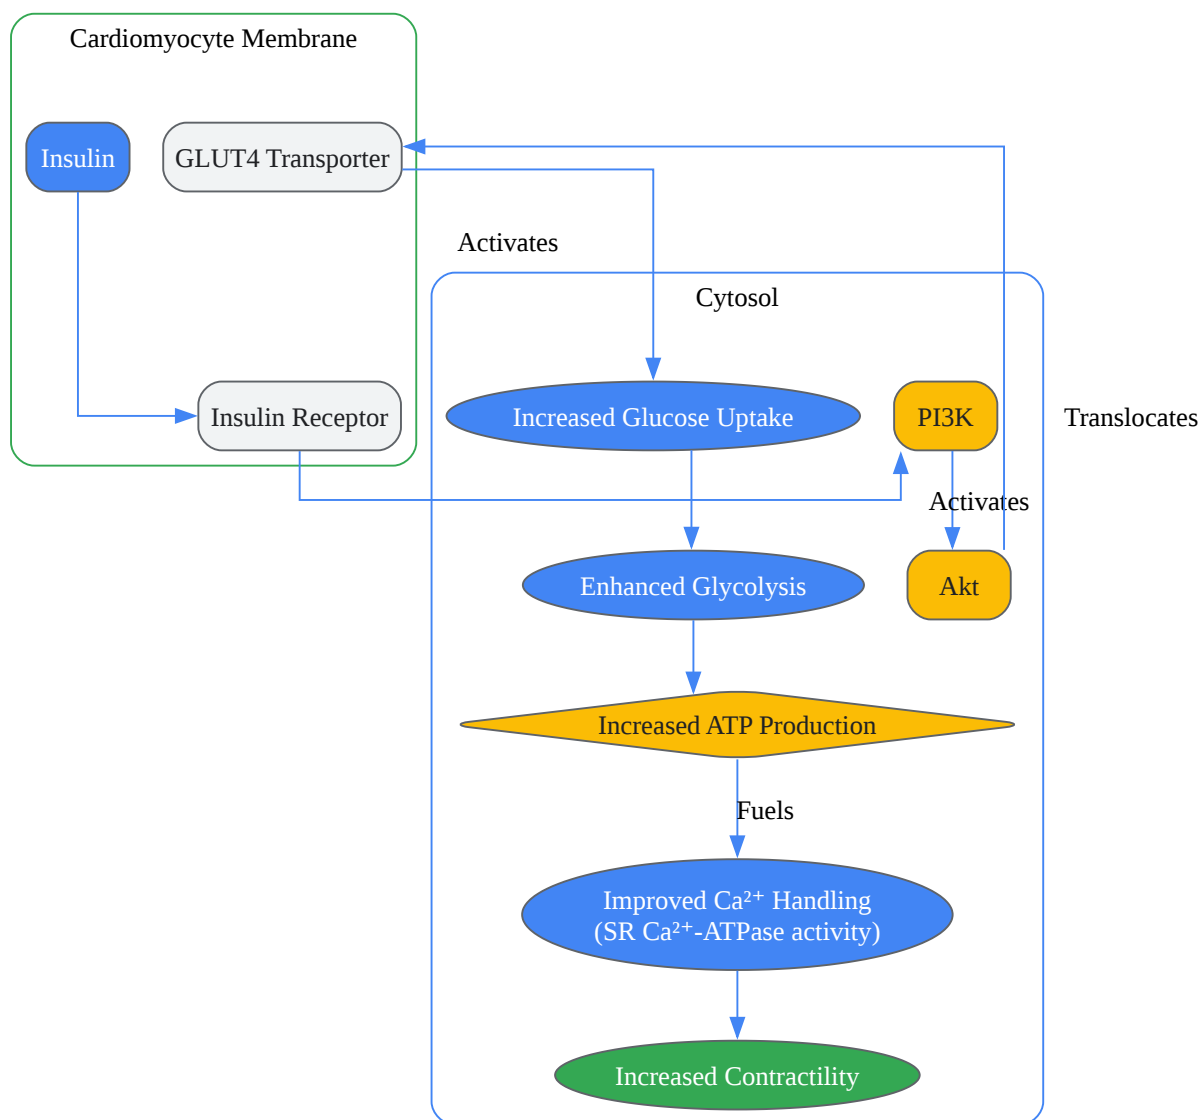 Cardiomyocyte Membrane
Insulin
GLUT4 Transporter
Activates
Cytosol
Insulin Receptor
Increased Glucose Uptake
PI3K
Translocates
Activates
Enhanced Glycolysis
Akt
Increased ATP Production
Fuels
Improved Ca²⁺ Handling
(SR Ca²⁺-ATPase activity)
Increased Contractility